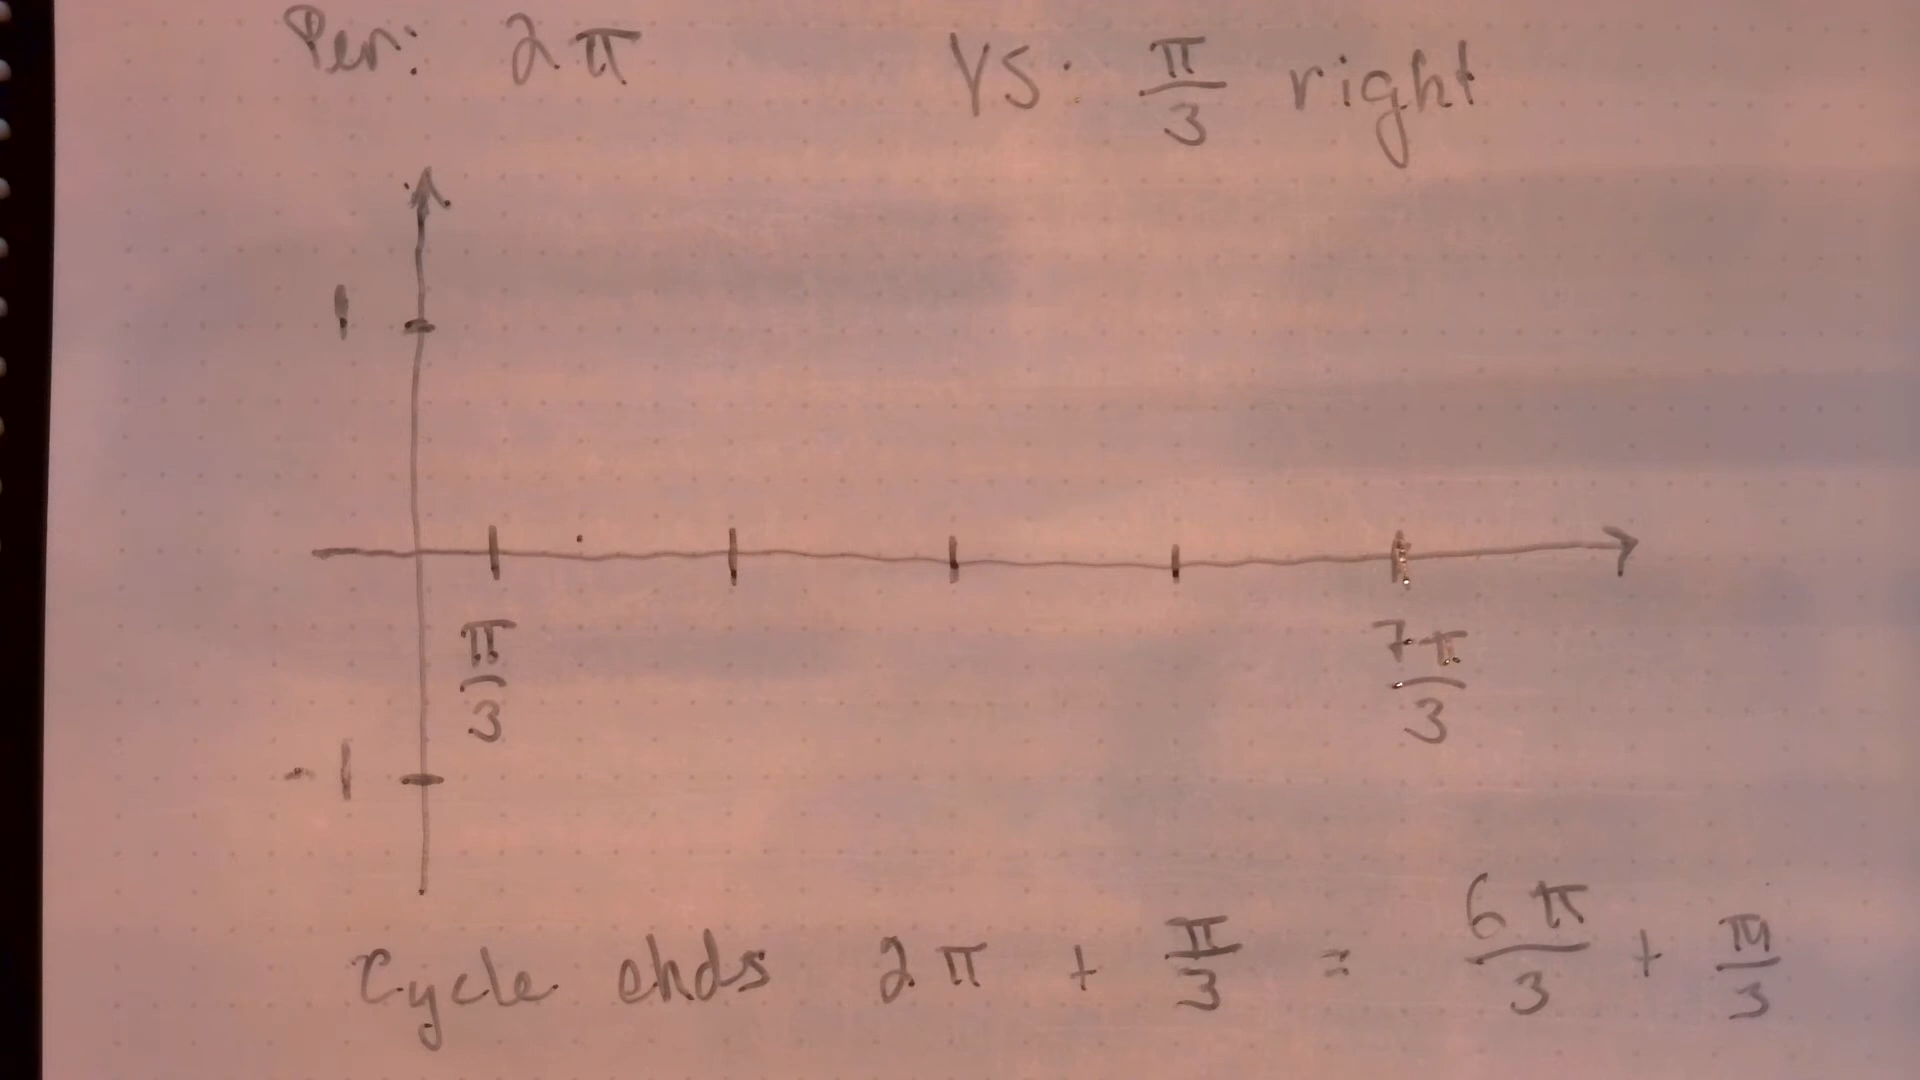 Per: 2π VS: π/3 right
1
π/3 7π/3
-1
Cycle ends 2π + π/3 = 6π/3 + π/3